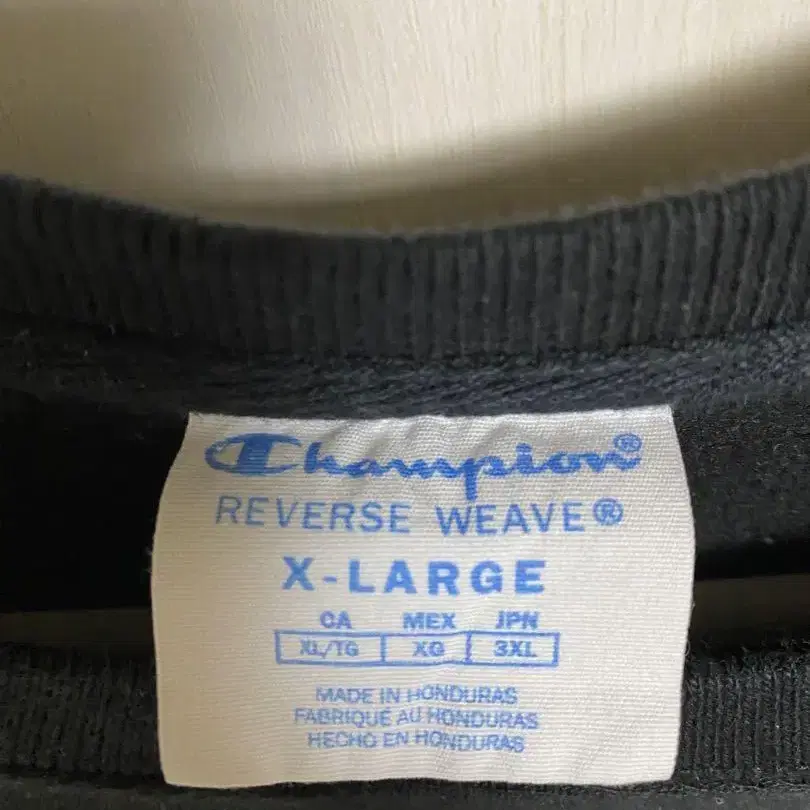 Champion®
REVERSE WEAVE®
X-LARGE
CA MEX JPN
XL/TG XG 3XL
MADE IN HONDURAS
FABRIQUÉ AU HONDURAS
HECHO EN HONDURAS